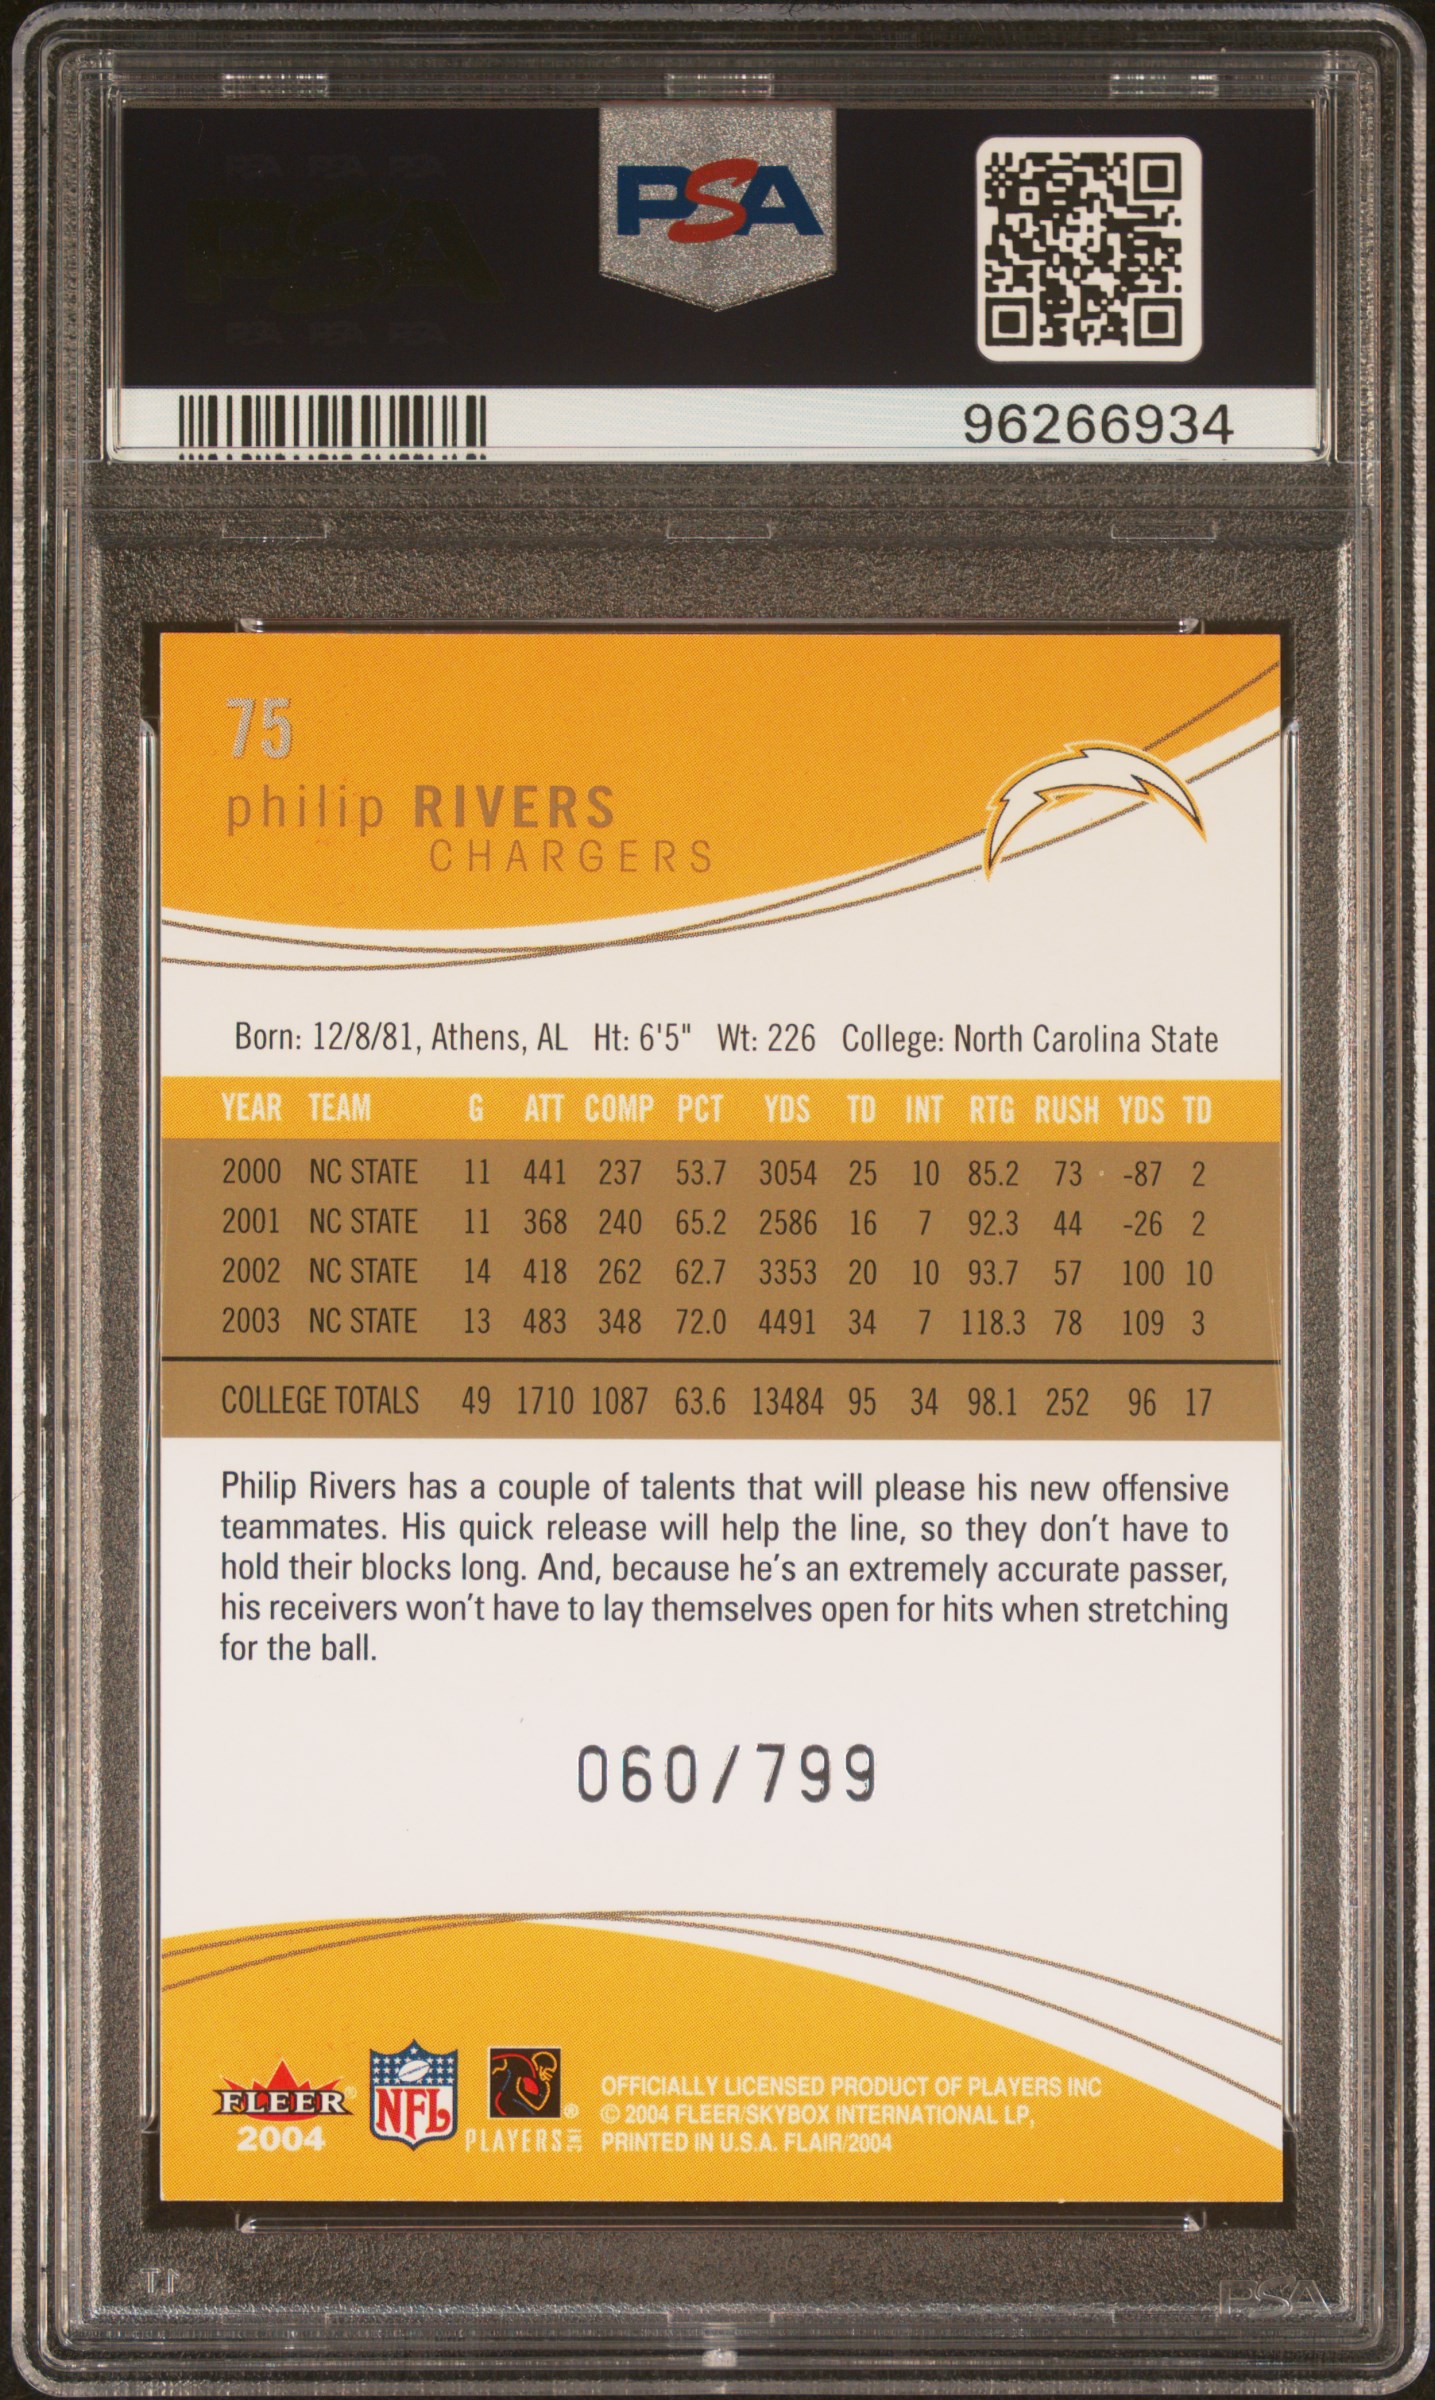 PSA
96266934
75
philip RIVERS
CHARGERS
Born: 12/8/81, Athens, AL Ht: 6'5" Wt: 226 College: North Carolina State
YEAR TEAM G ATT COMP PCT YDS TD INT RTG RUSH YDS TD
2000 NC STATE 11 441 237 53.7 3054 25 10 85.2 73 -87 2
2001 NC STATE 11 368 240 65.2 2586 16 7 92.3 44 -26 2
2002 NC STATE 14 418 262 62.7 3353 20 10 93.7 57 100 10
2003 NC STATE 13 483 348 72.0 4491 34 7 118.3 78 109 3
COLLEGE TOTALS 49 1710 1087 63.6 13484 95 34 98.1 252 96 17
Philip Rivers has a couple of talents that will please his new offensive
teammates. His quick release will help the line, so they don't have to
hold their blocks long. And, because he's an extremely accurate passer,
his receivers won't have to lay themselves open for hits when stretching
for the ball.
060/799
FLEER®
2004
NFL
PLAYERS INC ®
OFFICIALLY LICENSED PRODUCT OF PLAYERS INC
© 2004 FLEER/SKYBOX INTERNATIONAL LP,
PRINTED IN U.S.A. FLAIR/2004
PSA